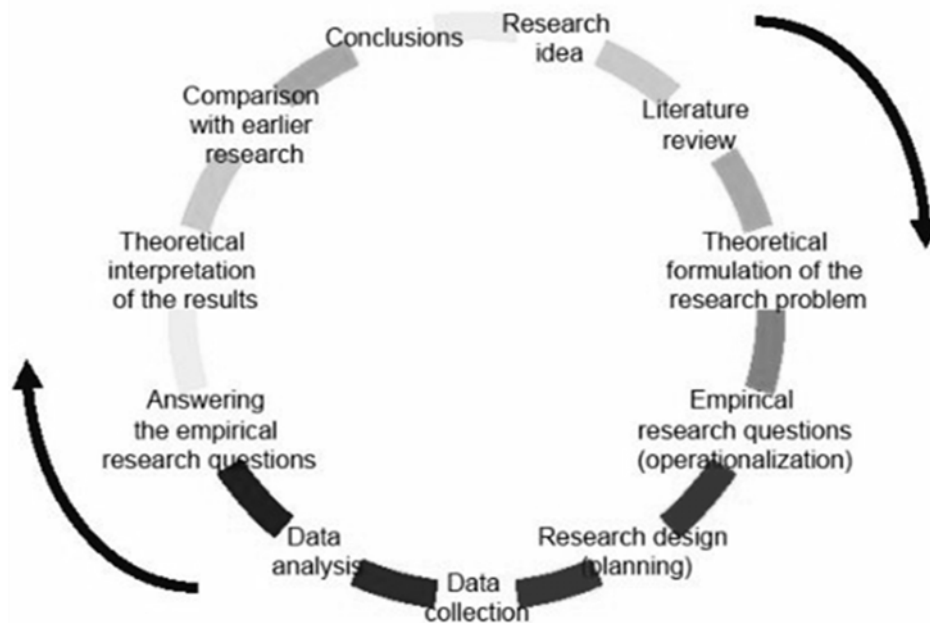 Research
idea
Literature
review
Theoretical
formulation of the
research problem
Empirical
research questions
(operationalization)
Research design
(planning)
Data
collection
Data
analysis
Answering
the empirical
research questions
Theoretical
interpretation
of the results
Comparison
with earlier
research
Conclusions